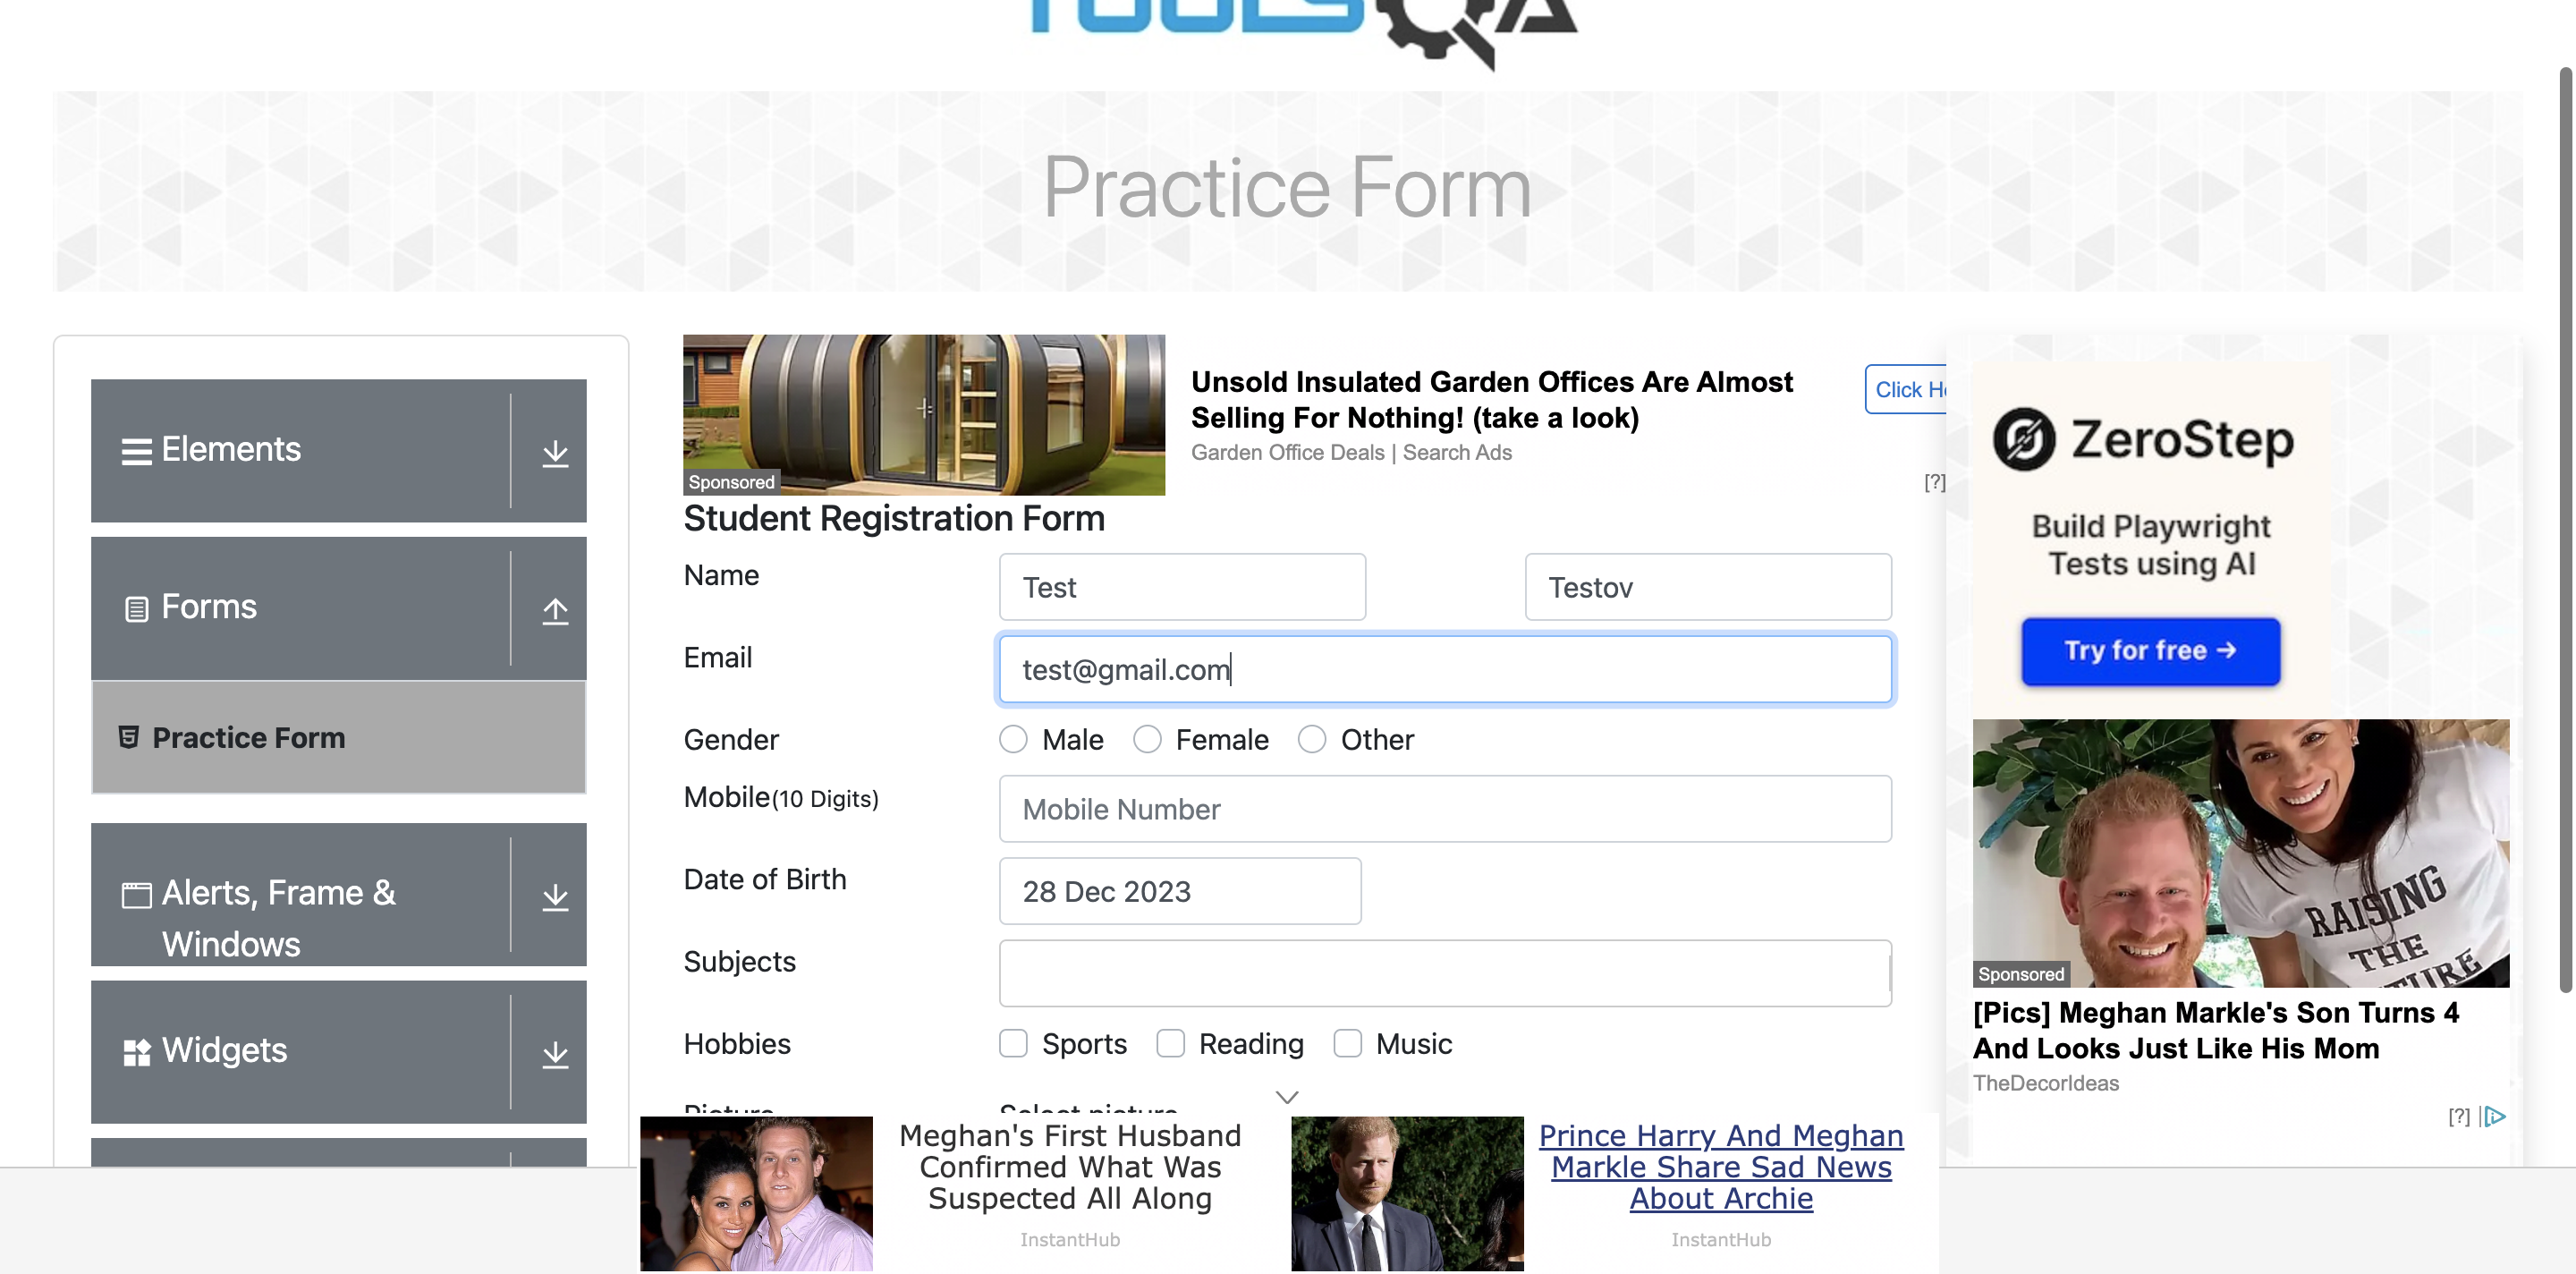 TOOLSQA
Practice Form
Elements
Forms
Practice Form
Alerts, Frame &
Windows
Widgets
Sponsored
Unsold Insulated Garden Offices Are Almost
Selling For Nothing! (take a look)
Garden Office Deals | Search Ads
Click He
[?]
Student Registration Form
Name
Test
Testov
Email
test@gmail.com
Gender
Male
Female
Other
Mobile(10 Digits)
Mobile Number
Date of Birth
28 Dec 2023
Subjects
Hobbies
Sports
Reading
Music
Picture
Select picture
ZeroStep
Build Playwright
Tests using AI
Try for free →
RAISING
THE
Sponsored
[Pics] Meghan Markle's Son Turns 4
And Looks Just Like His Mom
TheDecorIdeas
[?]
Meghan's First Husband
Confirmed What Was
Suspected All Along
InstantHub
Prince Harry And Meghan
Markle Share Sad News
About Archie
InstantHub